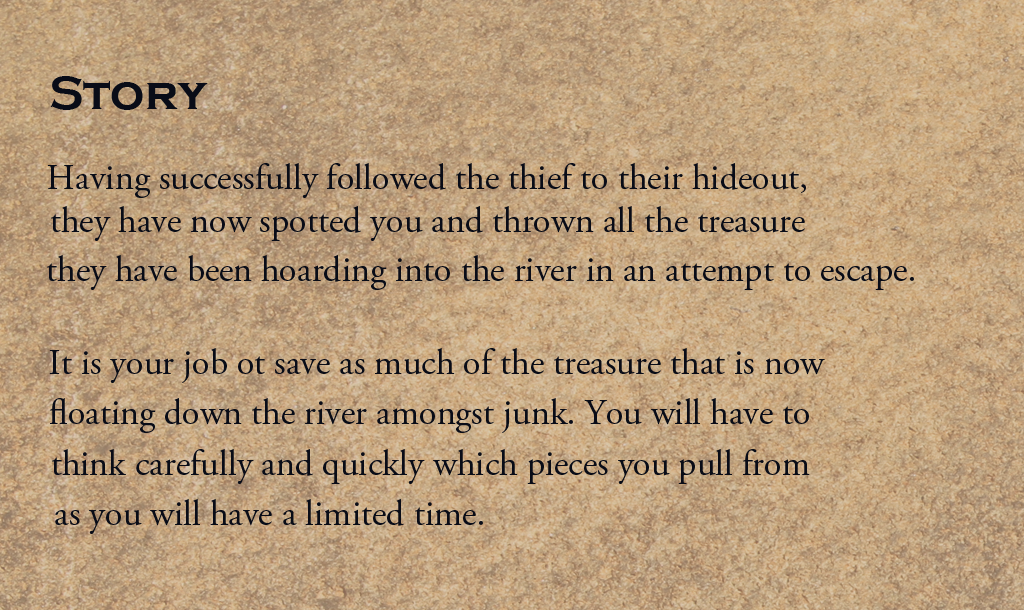 Story
Having successfully followed the thief to their hideout,
they have now spotted you and thrown all the treasure
they have been hoarding into the river in an attempt to escape.
It is your job ot save as much of the treasure that is now
floating down the river amongst junk. You will have to
think carefully and quickly which pieces you pull from
as you will have a limited time.